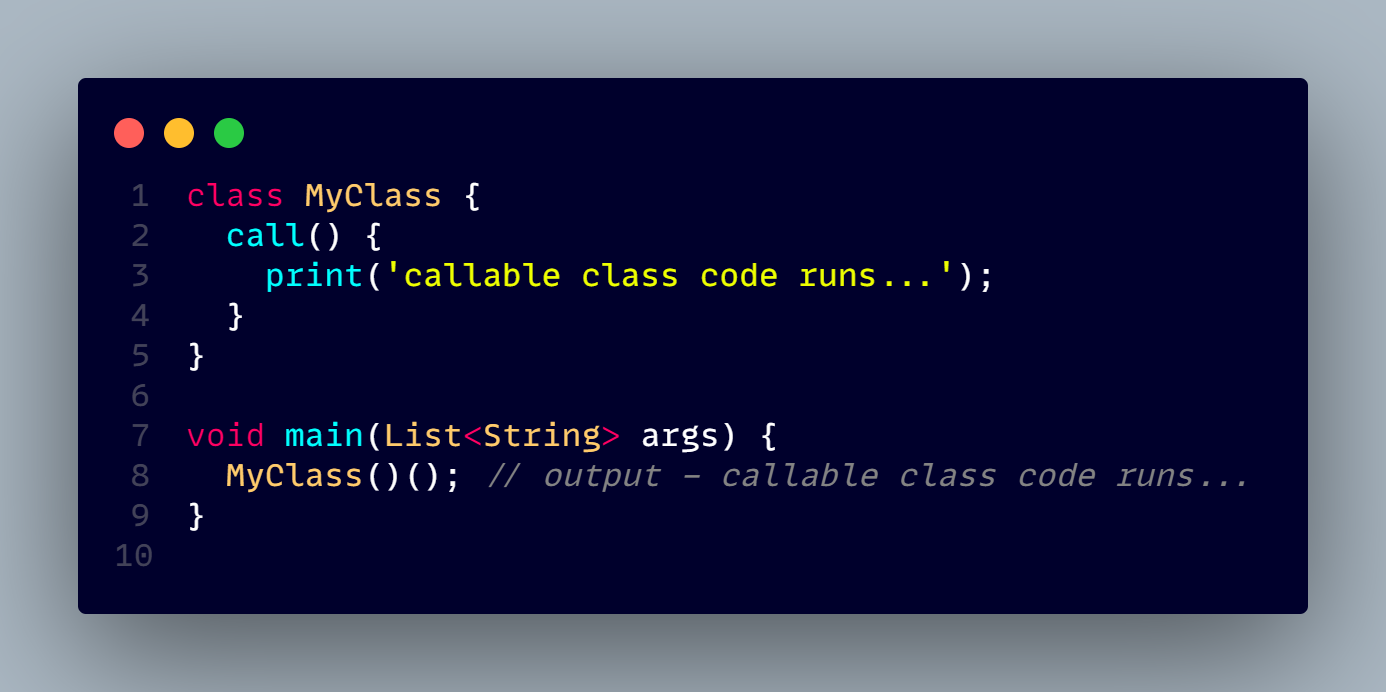 1 class MyClass {
2   call() {
3     print('callable class code runs...');
4   }
5 }
6
7 void main(List<String> args) {
8   MyClass()(); // output - callable class code runs...
9 }
10